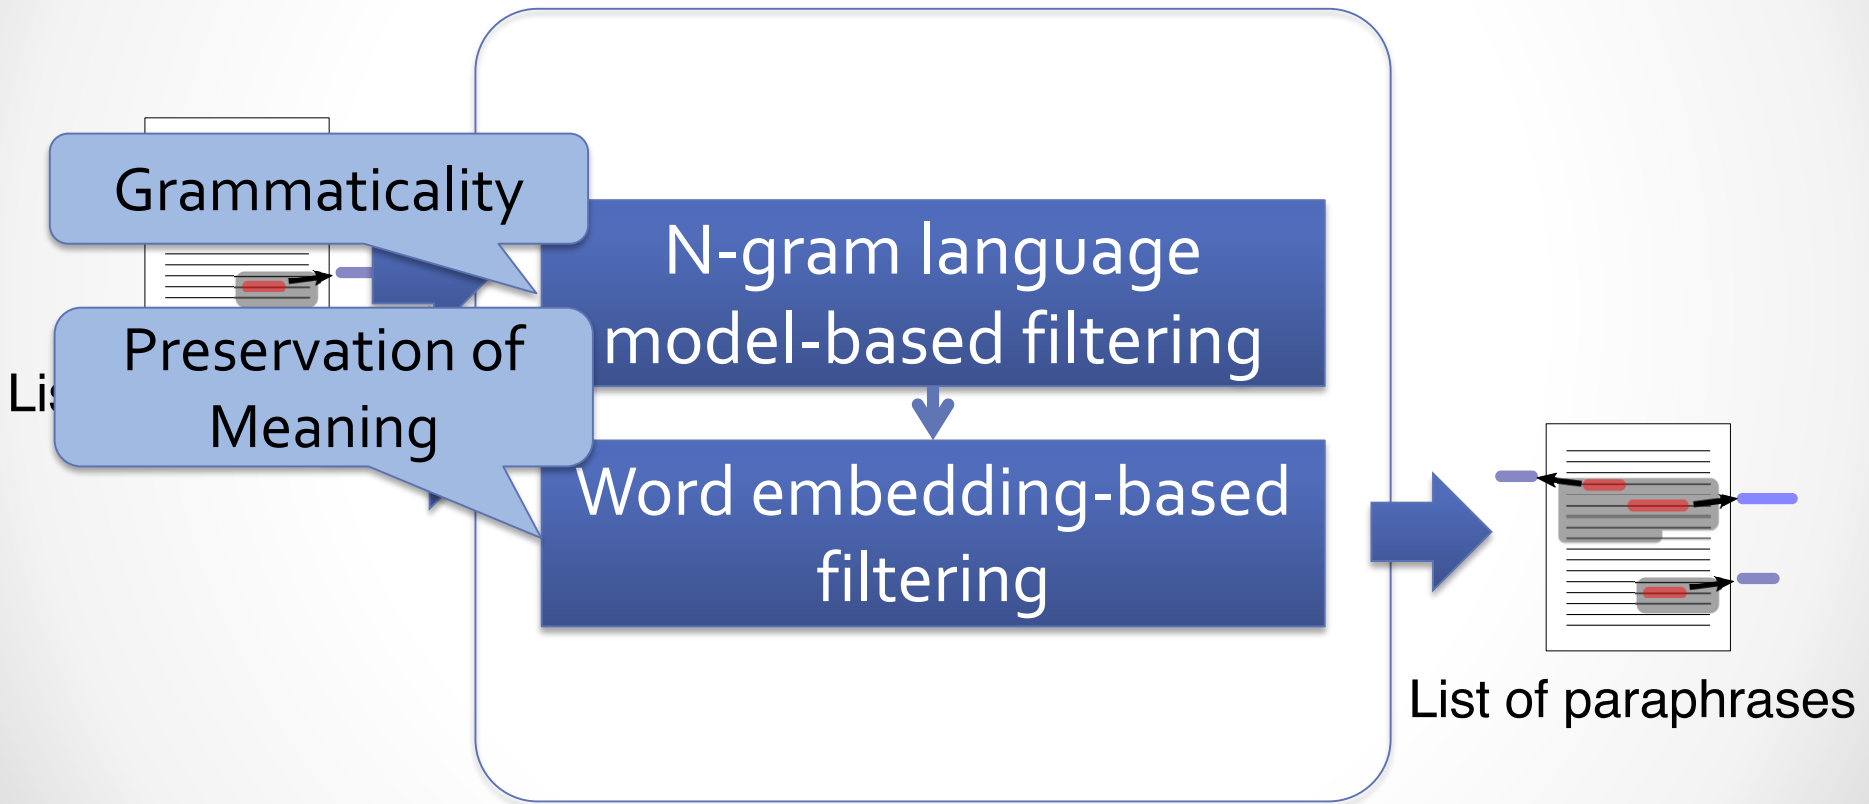 Grammaticality
N-gram language
model-based filtering
Preservation of
Meaning
Word embedding-based
filtering
List of paraphrases